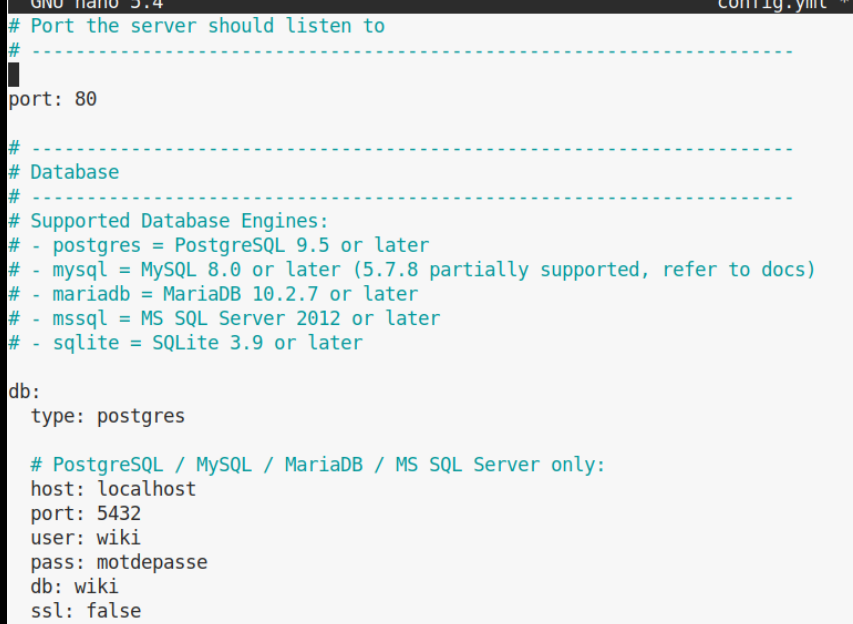 GNU nano 5.4 config.yml *
# Port the server should listen to
# ---------------------------------------------------------------------
port: 80
# ---------------------------------------------------------------------
# Database
# ---------------------------------------------------------------------
# Supported Database Engines:
# - postgres = PostgreSQL 9.5 or later
# - mysql = MySQL 8.0 or later (5.7.8 partially supported, refer to docs)
# - mariadb = MariaDB 10.2.7 or later
# - mssql = MS SQL Server 2012 or later
# - sqlite = SQLite 3.9 or later
db:
  type: postgres
  # PostgreSQL / MySQL / MariaDB / MS SQL Server only:
  host: localhost
  port: 5432
  user: wiki
  pass: motdepasse
  db: wiki
  ssl: false